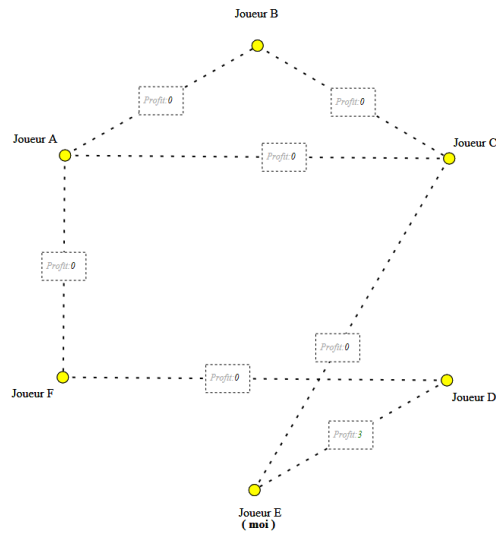 Joueur B
Profit:0
Profit:0
Joueur A
Joueur C
Profit:0
Profit:0
Profit:0
Profit:0
Joueur F
Joueur D
Profit:3
Joueur E
( moi )